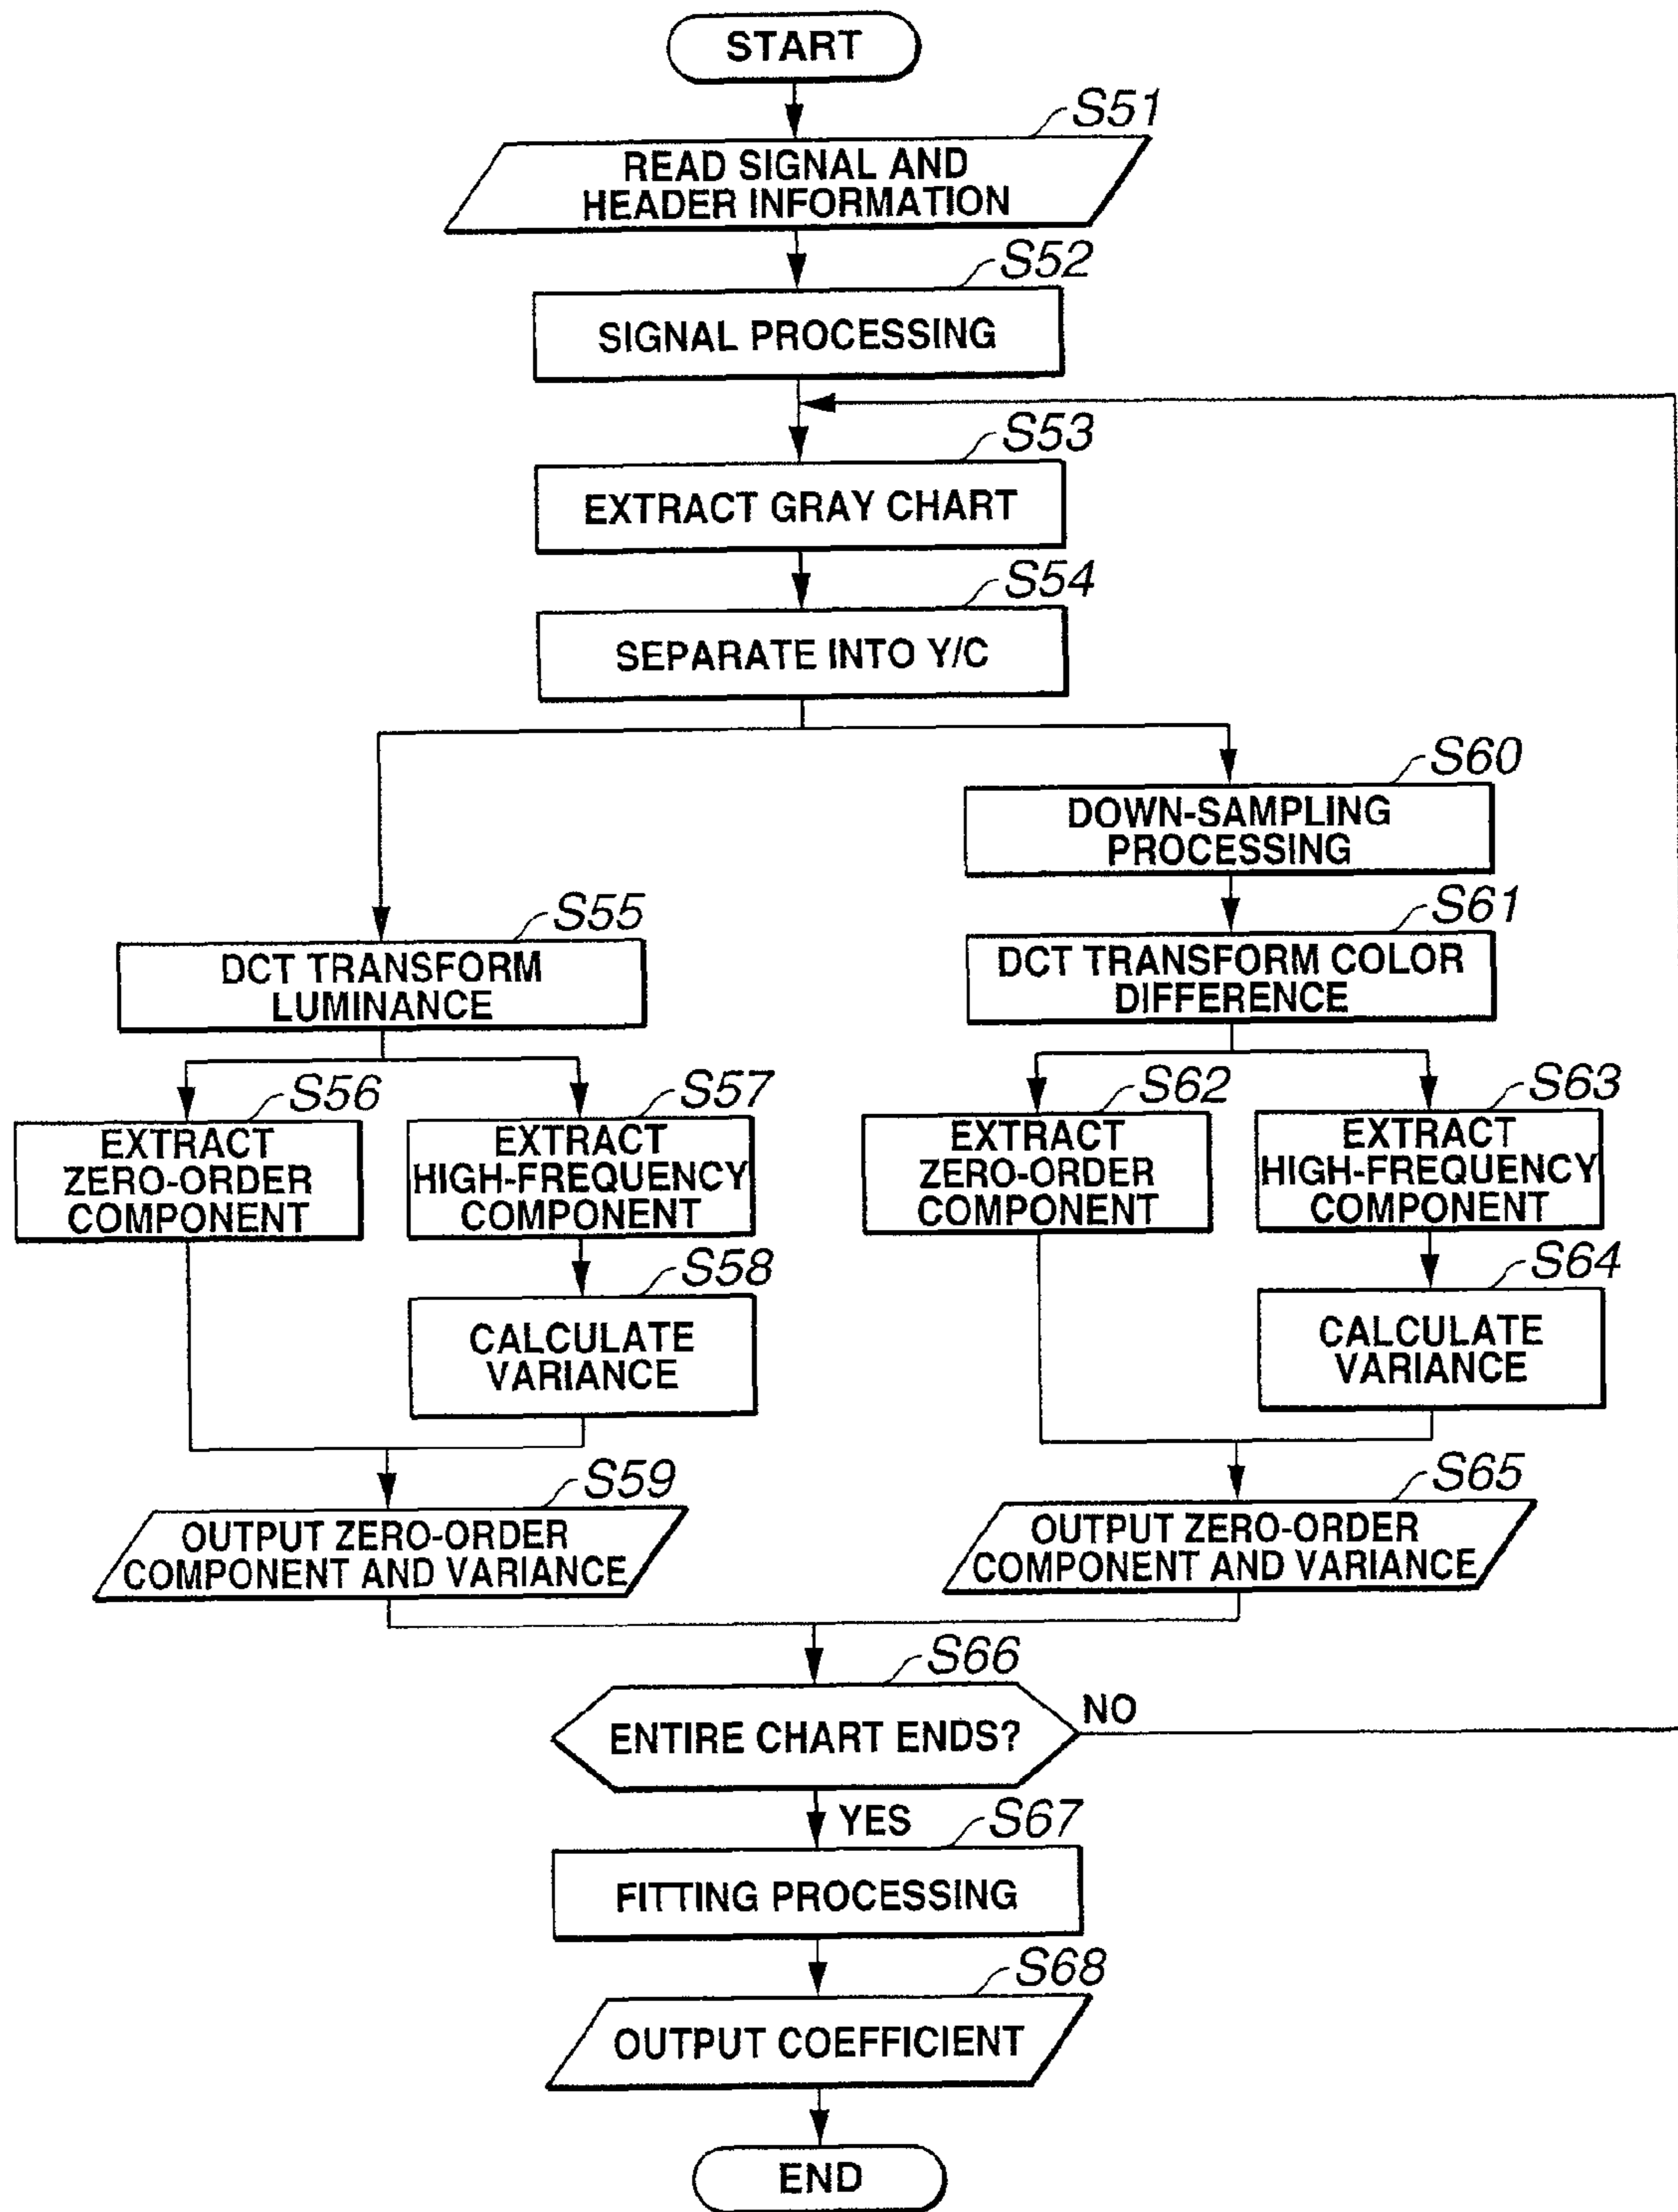 START
S51
READ SIGNAL AND
HEADER INFORMATION
S52
SIGNAL PROCESSING
S53
EXTRACT GRAY CHART
S54
SEPARATE INTO Y/C
S60
DOWN-SAMPLING
PROCESSING
S55
DCT TRANSFORM
LUMINANCE
S61
DCT TRANSFORM COLOR
DIFFERENCE
S56
EXTRACT
ZERO-ORDER
COMPONENT
S57
EXTRACT
HIGH-FREQUENCY
COMPONENT
S62
EXTRACT
ZERO-ORDER
COMPONENT
S63
EXTRACT
HIGH-FREQUENCY
COMPONENT
S58
CALCULATE
VARIANCE
S64
CALCULATE
VARIANCE
S59
OUTPUT ZERO-ORDER
COMPONENT AND VARIANCE
S65
OUTPUT ZERO-ORDER
COMPONENT AND VARIANCE
S66
ENTIRE CHART ENDS?
NO
YES
S67
FITTING PROCESSING
S68
OUTPUT COEFFICIENT
END